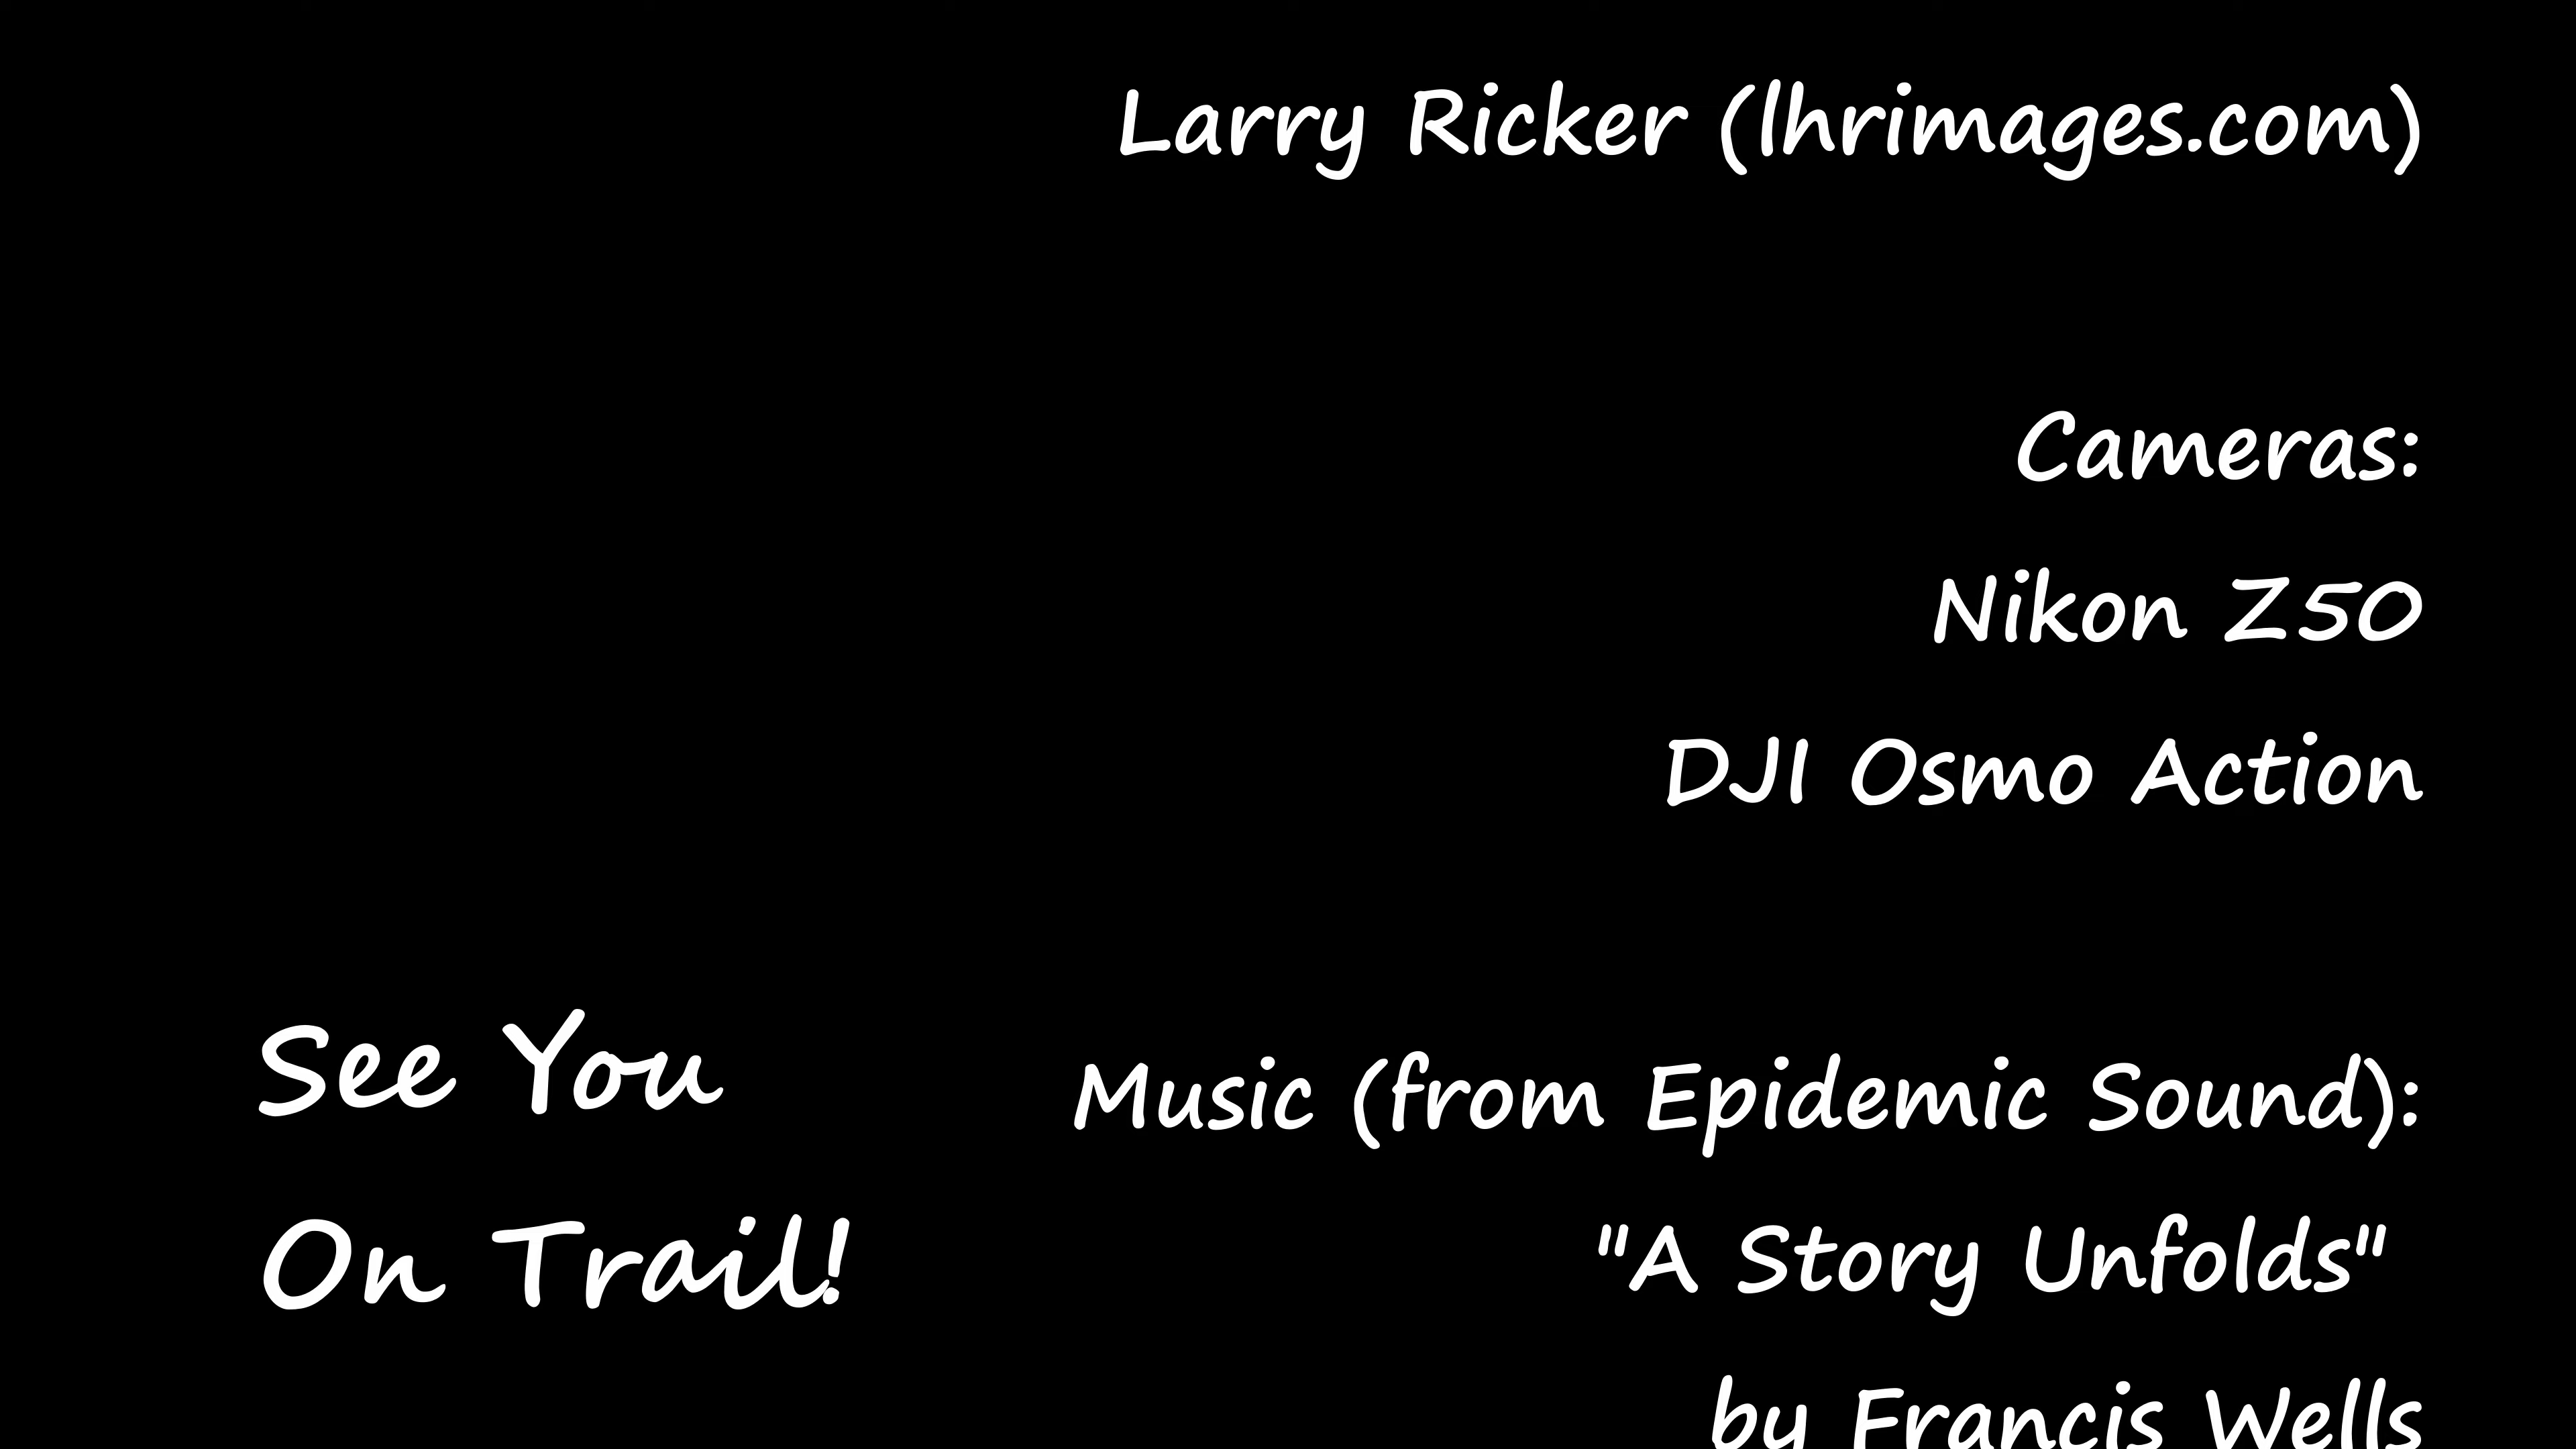 Larry Ricker (lhrimages.com)
Cameras:
Nikon Z50
DJI Osmo Action
Music (from Epidemic Sound):
"A Story Unfolds"
by Francis Wells
See You
On Trail!